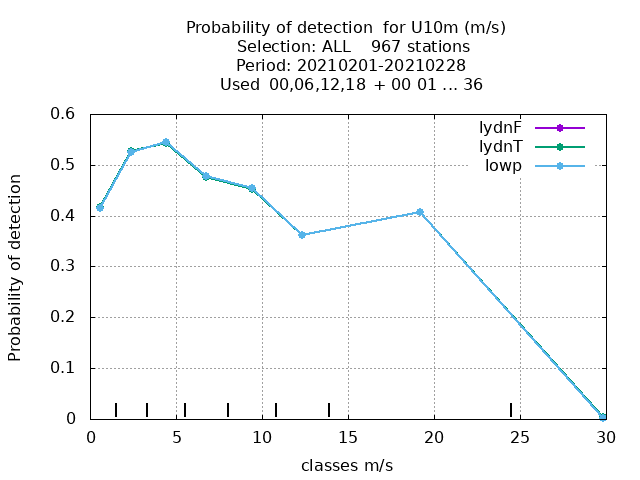 Probability of detection for U10m (m/s)
Selection: ALL 967 stations
Period: 20210201-20210228
Used 00,06,12,18 + 00 01 ... 36
lydnF
lydnT
lowp
Probability of detection
0.6
0.5
0.4
0.3
0.2
0.1
0
0 5 10 15 20 25 30
classes m/s